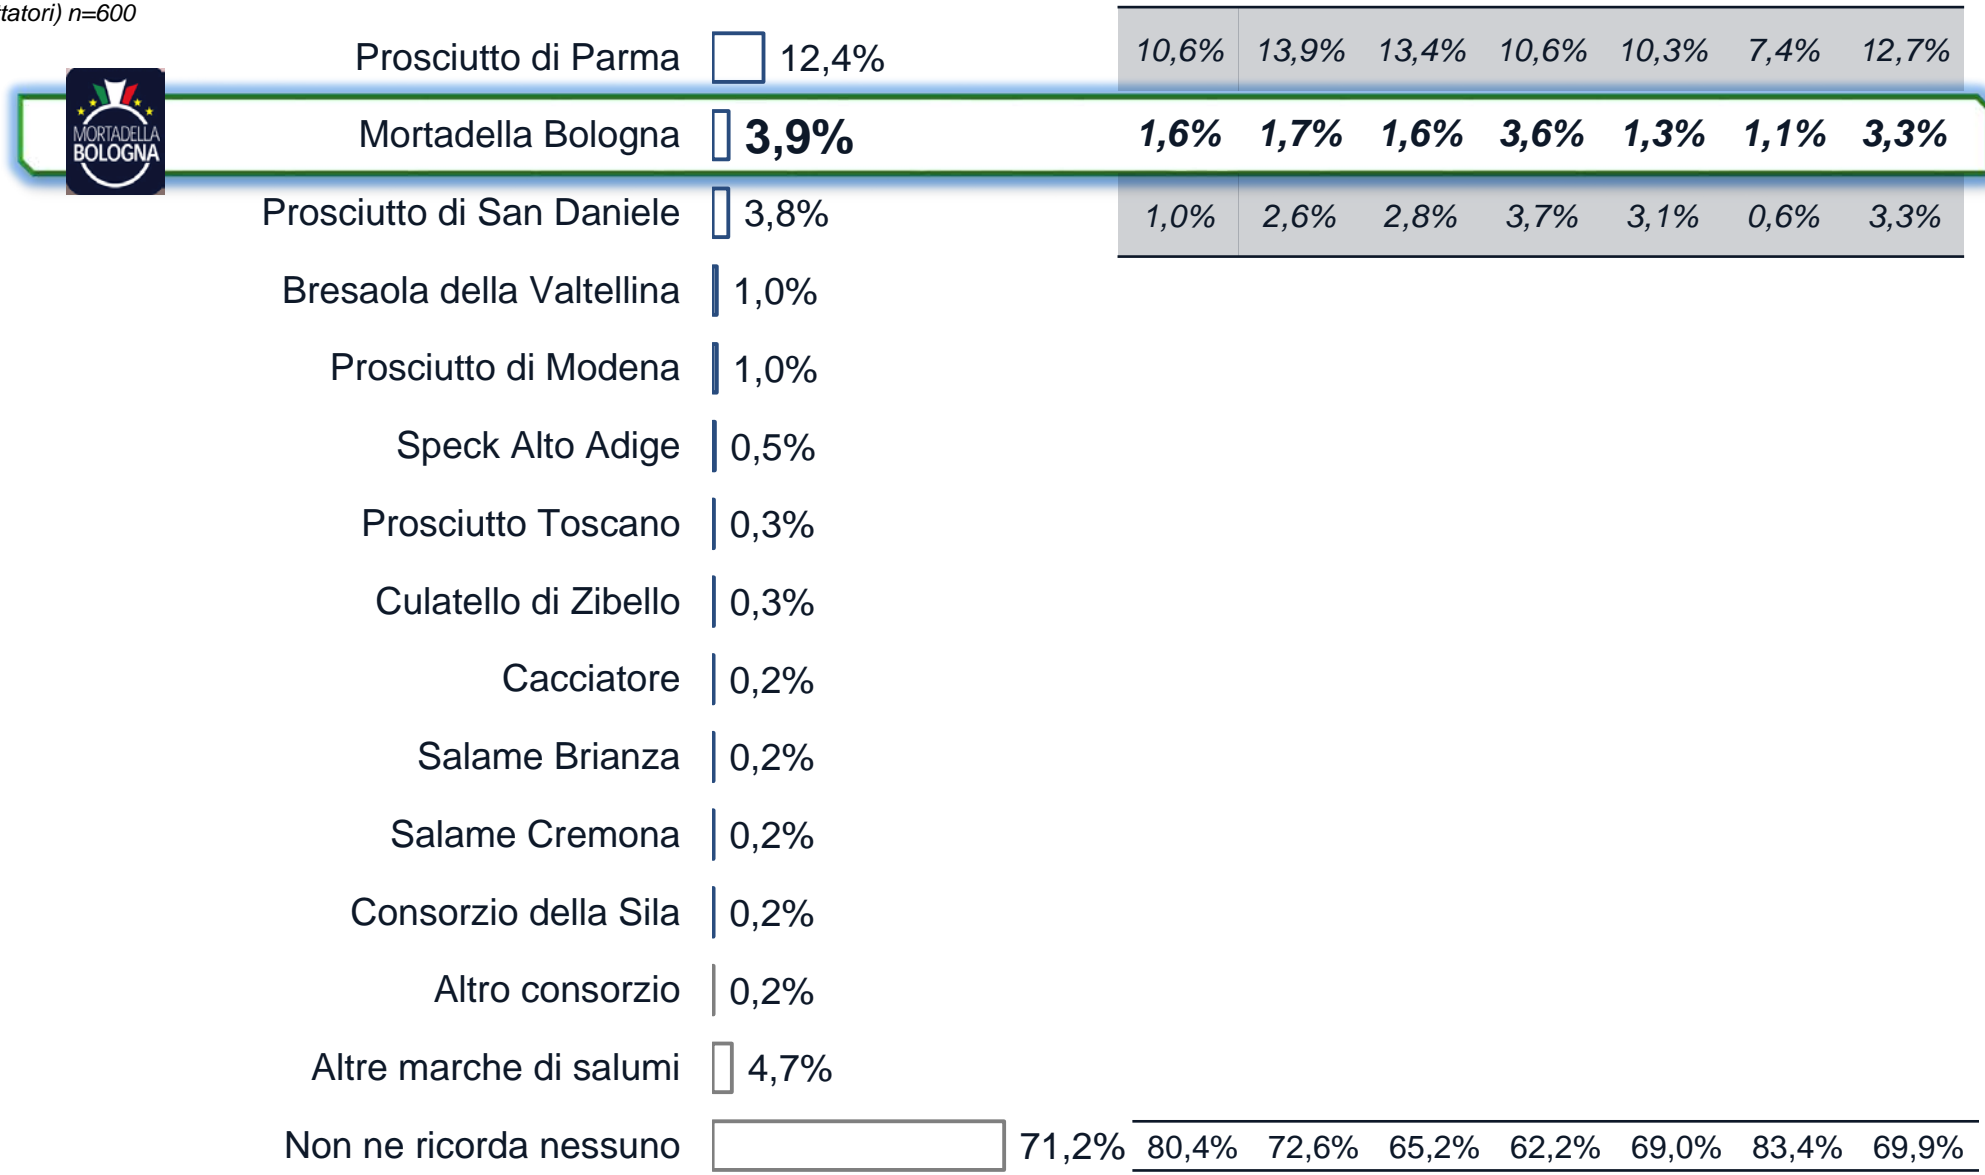 n=600
Prosciutto di Parma 12,4% 10,6% 13,9% 13,4% 10,6% 10,3% 7,4% 12,7%
MORTADELLA
BOLOGNA
Mortadella Bologna 3,9% 1,6% 1,7% 1,6% 3,6% 1,3% 1,1% 3,3%
Prosciutto di San Daniele 3,8% 1,0% 2,6% 2,8% 3,7% 3,1% 0,6% 3,3%
Bresaola della Valtellina 1,0%
Prosciutto di Modena 1,0%
Speck Alto Adige 0,5%
Prosciutto Toscano 0,3%
Culatello di Zibello 0,3%
Cacciatore 0,2%
Salame Brianza 0,2%
Salame Cremona 0,2%
Consorzio della Sila 0,2%
Altro consorzio 0,2%
Altre marche di salumi 4,7%
Non ne ricorda nessuno 71,2% 80,4% 72,6% 65,2% 62,2% 69,0% 83,4% 69,9%